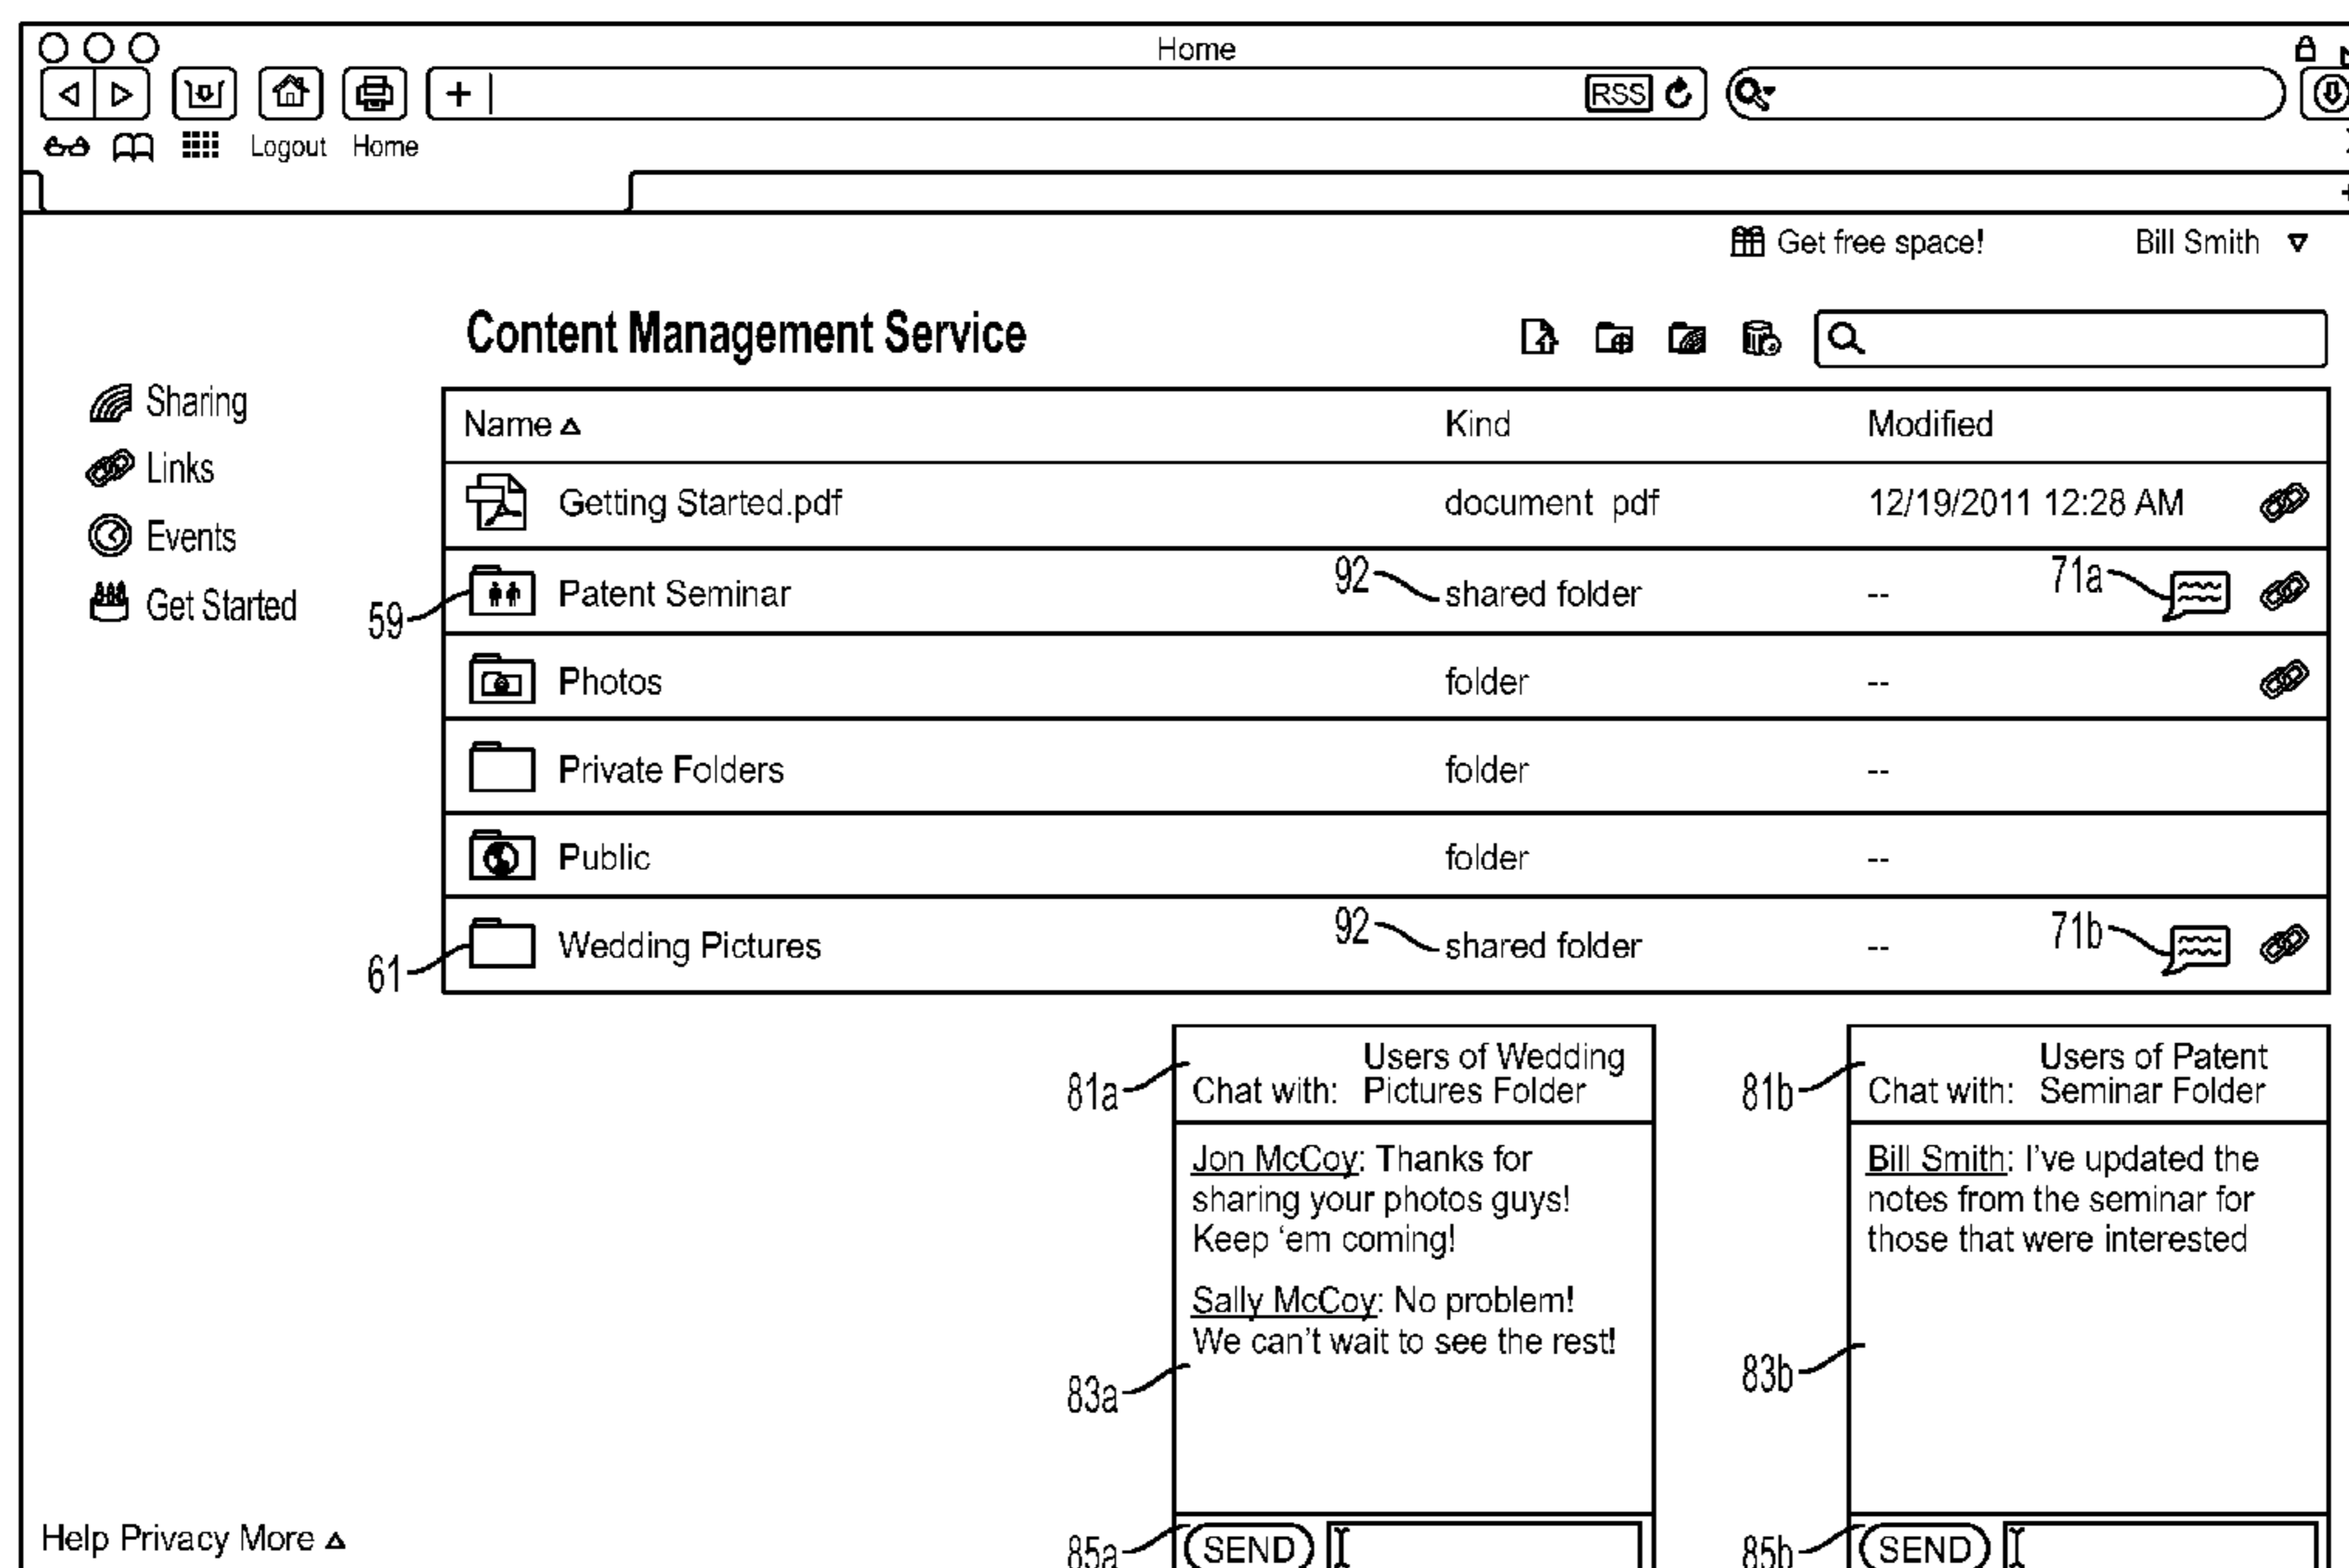 Home
RSS
Logout Home
Get free space! Bill Smith
Content Management Service
Sharing
Links
Events
Get Started
Name Kind Modified
Getting Started.pdf document pdf 12/19/2011 12:28 AM
59 Patent Seminar 92 shared folder -- 71a
Photos folder --
Private Folders folder --
Public folder --
61 Wedding Pictures 92 shared folder -- 71b
81a
Users of Wedding
Chat with: Pictures Folder
Jon McCoy: Thanks for
sharing your photos guys!
Keep ‘em coming!
Sally McCoy: No problem!
We can’t wait to see the rest!
83a
85a SEND
81b
Users of Patent
Chat with: Seminar Folder
Bill Smith: I’ve updated the
notes from the seminar for
those that were interested
83b
85b SEND
Help Privacy More